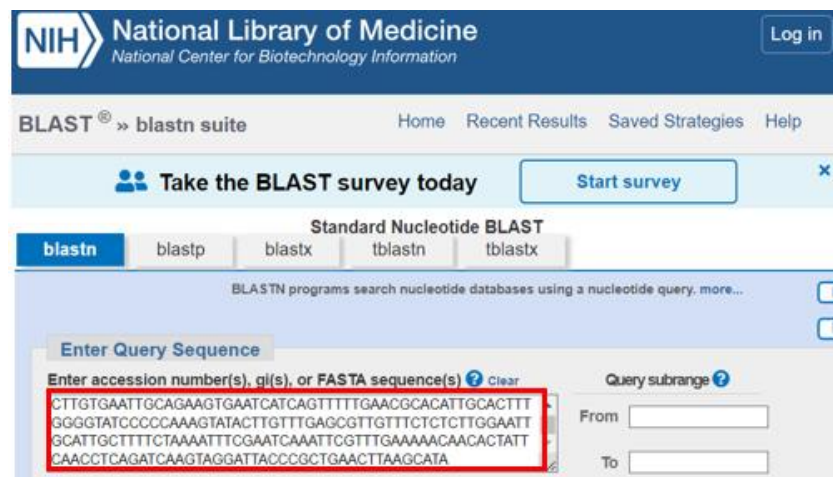 NIH National Library of Medicine
National Center for Biotechnology Information
Log in
BLAST ® » blastn suite
Home Recent Results Saved Strategies Help
Take the BLAST survey today
Start survey
×
Standard Nucleotide BLAST
blastn blastp blastx tblastn tblastx
BLASTN programs search nucleotide databases using a nucleotide query. more...
Enter Query Sequence
Enter accession number(s), gi(s), or FASTA sequence(s) ? Clear
Query subrange ?
CTTGTGAATTGCAGAAGTGAATCATCAGTTTTTGAACGCACATTGCACTTT
GGGGTATCCCCCAAAGTATACTTGTTTGAGCGTTGTTTCTCTCTTGGAATT
GCATTGCTTTTCTAAAATTTCGAATCAAATTCGTTTGAAAAACAACACTATT
CAACCTCAGATCAAGTAGGATTACCCGCTGAACTTAAGCATA
From
To